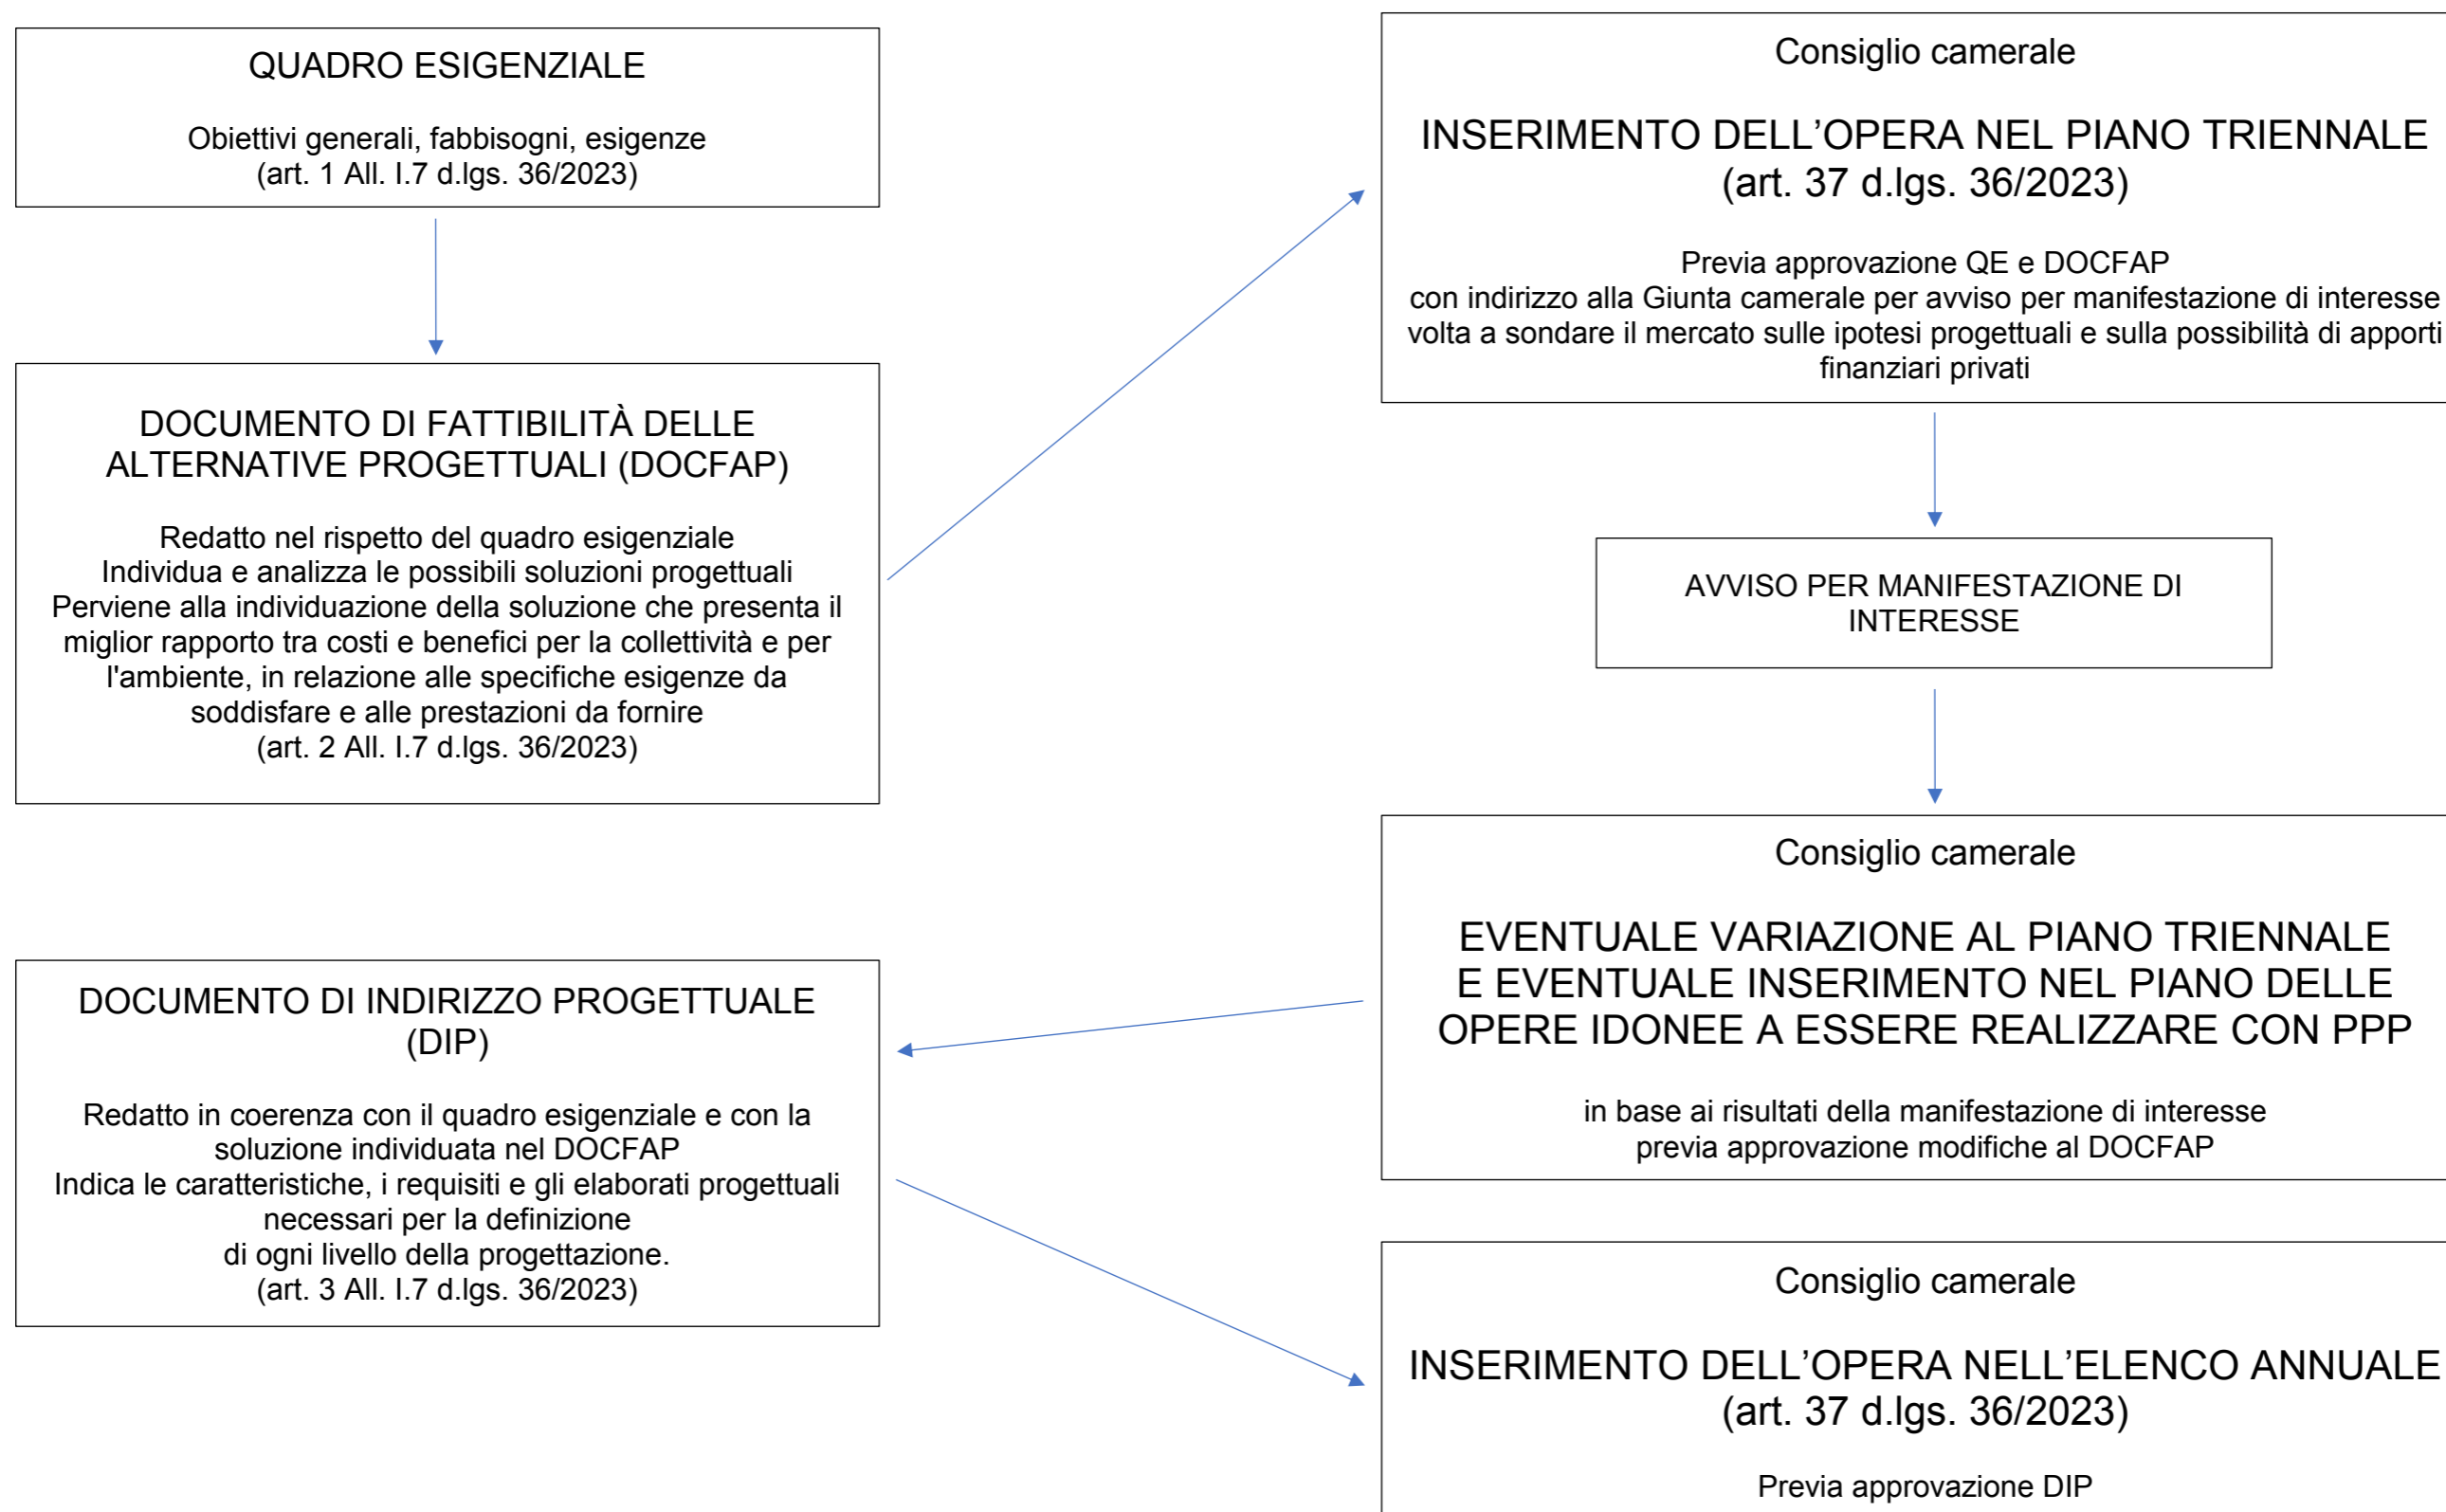 QUADRO ESIGENZIALE
Obiettivi generali, fabbisogni, esigenze
(art. 1 All. I.7 d.lgs. 36/2023)
DOCUMENTO DI FATTIBILITÀ DELLE
ALTERNATIVE PROGETTUALI (DOCFAP)
Redatto nel rispetto del quadro esigenziale
Individua e analizza le possibili soluzioni progettuali
Perviene alla individuazione della soluzione che presenta il
miglior rapporto tra costi e benefici per la collettività e per
l'ambiente, in relazione alle specifiche esigenze da
soddisfare e alle prestazioni da fornire
(art. 2 All. I.7 d.lgs. 36/2023)
Consiglio camerale
INSERIMENTO DELL’OPERA NEL PIANO TRIENNALE
(art. 37 d.lgs. 36/2023)
Previa approvazione QE e DOCFAP
con indirizzo alla Giunta camerale per avviso per manifestazione di interesse
volta a sondare il mercato sulle ipotesi progettuali e sulla possibilità di apporti
finanziari privati
AVVISO PER MANIFESTAZIONE DI
INTERESSE
Consiglio camerale
EVENTUALE VARIAZIONE AL PIANO TRIENNALE
E EVENTUALE INSERIMENTO NEL PIANO DELLE
OPERE IDONEE A ESSERE REALIZZARE CON PPP
in base ai risultati della manifestazione di interesse
previa approvazione modifiche al DOCFAP
DOCUMENTO DI INDIRIZZO PROGETTUALE
(DIP)
Redatto in coerenza con il quadro esigenziale e con la
soluzione individuata nel DOCFAP
Indica le caratteristiche, i requisiti e gli elaborati progettuali
necessari per la definizione
di ogni livello della progettazione.
(art. 3 All. I.7 d.lgs. 36/2023)
Consiglio camerale
INSERIMENTO DELL’OPERA NELL’ELENCO ANNUALE
(art. 37 d.lgs. 36/2023)
Previa approvazione DIP